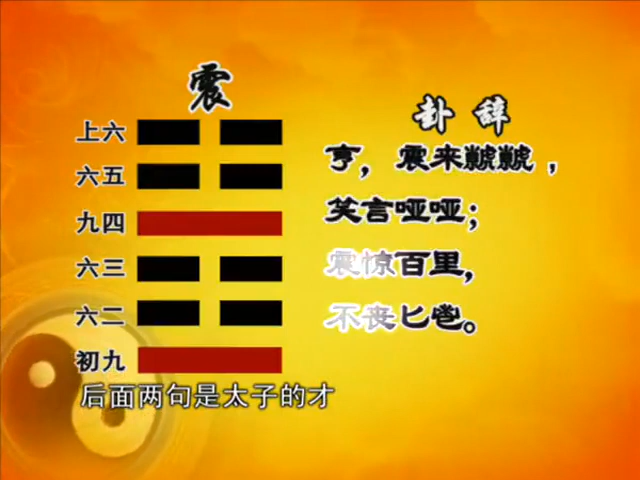 震
上六
六五
九四
六三
六二
初九
卦辞
亨，震来虩虩，
笑言哑哑；
震惊百里，
不丧匕鬯。
后面两句是太子的才